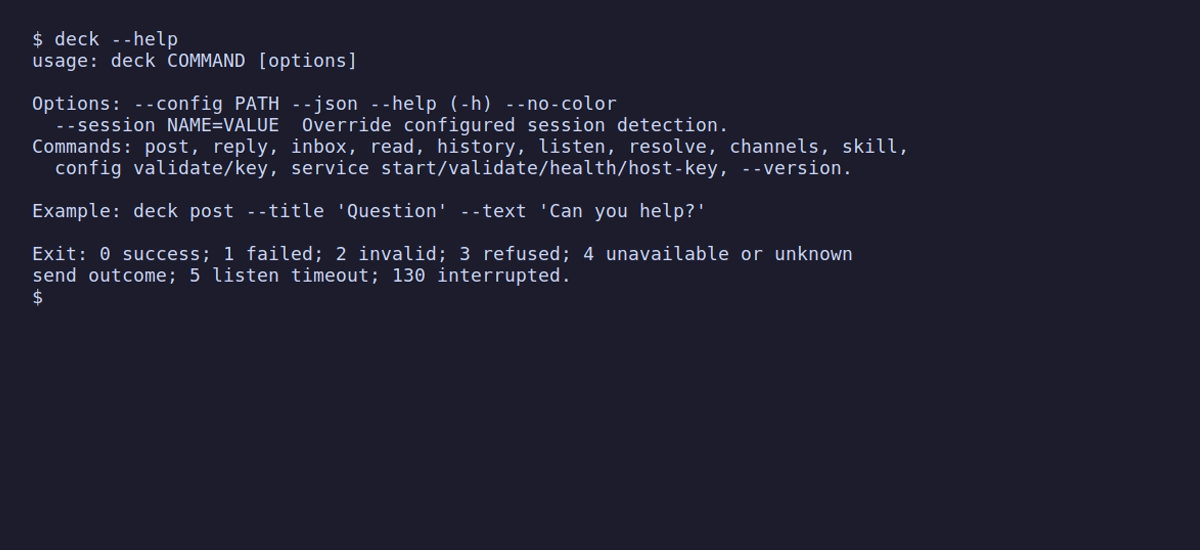 $ deck --help
usage: deck COMMAND [options]
Options: --config PATH --json --help (-h) --no-color
--session NAME=VALUE  Override configured session detection.
Commands: post, reply, inbox, read, history, listen, resolve, channels, skill,
config validate/key, service start/validate/health/host-key, --version.
Example: deck post --title 'Question' --text 'Can you help?'
Exit: 0 success; 1 failed; 2 invalid; 3 refused; 4 unavailable or unknown
send outcome; 5 listen timeout; 130 interrupted.
$